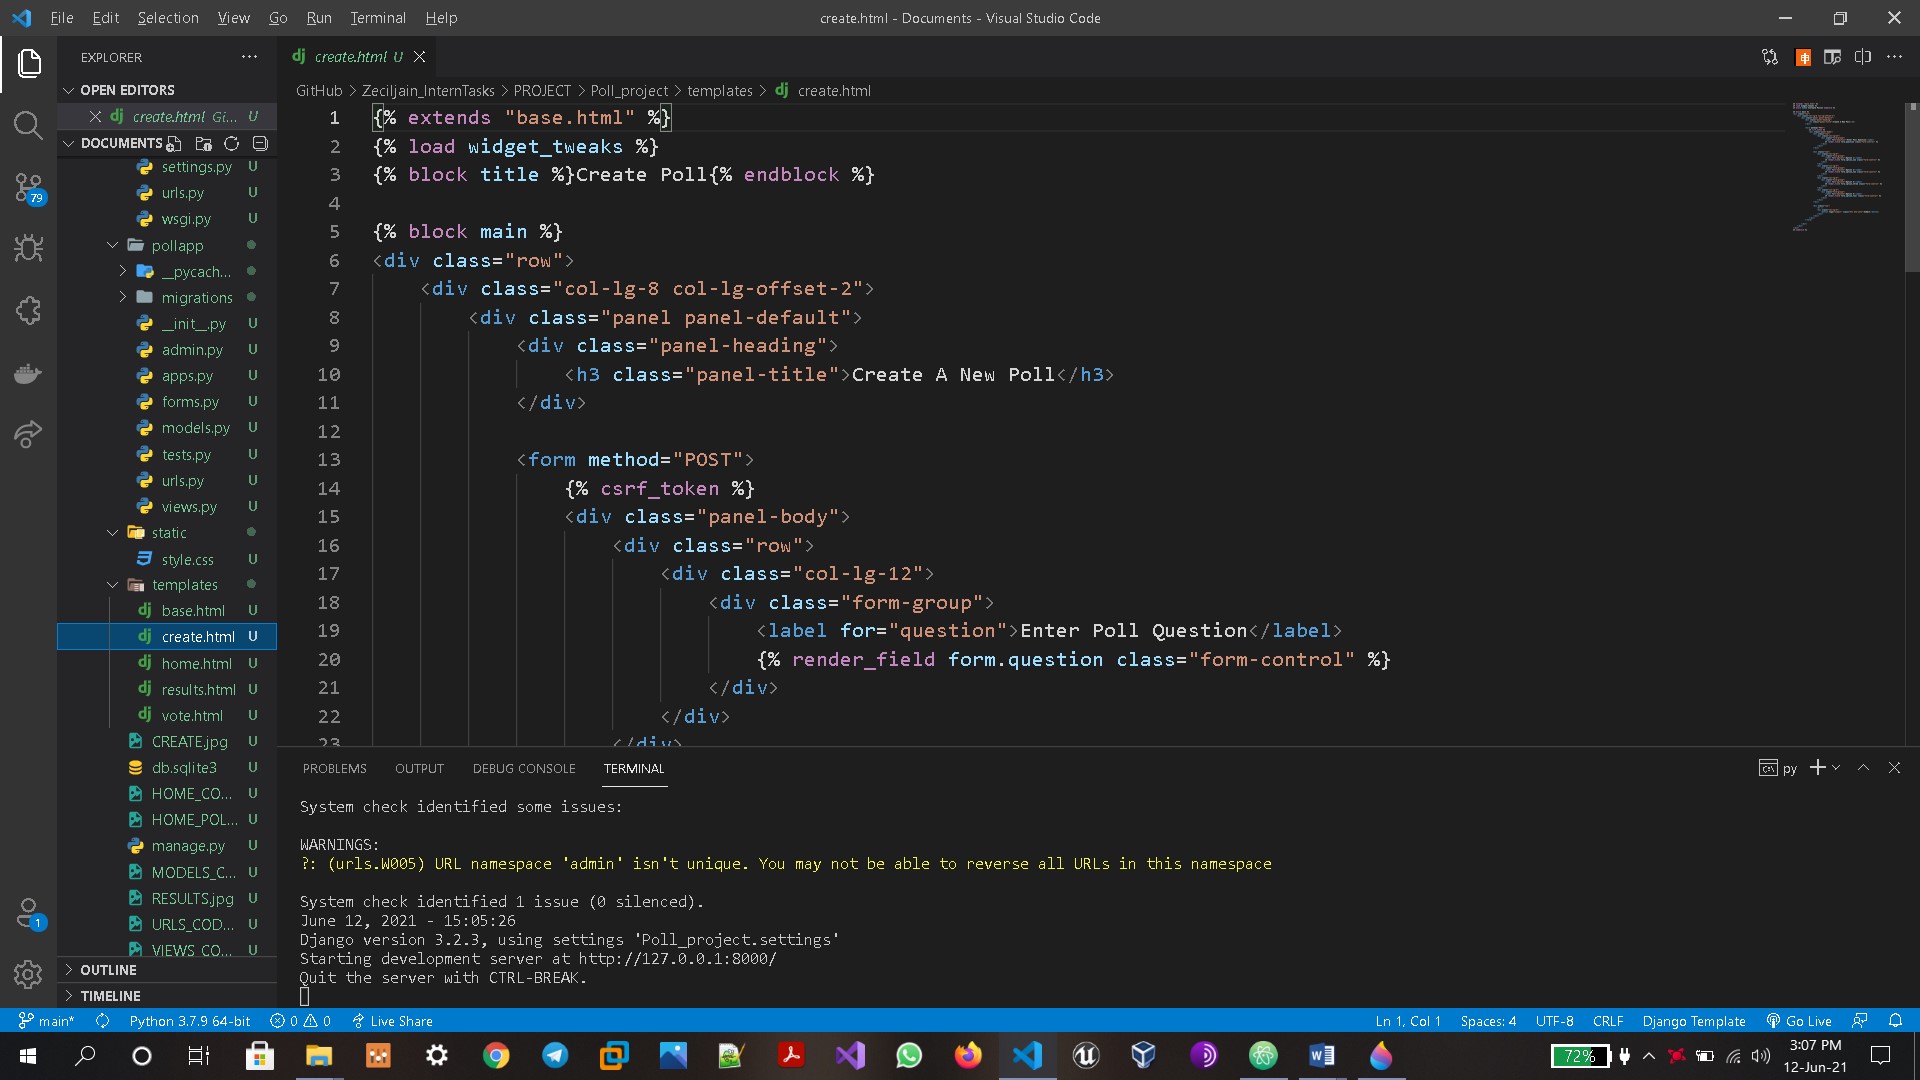 File Edit Selection View Go Run Terminal Help
create.html - Documents - Visual Studio Code
EXPLORER
create.html U
OPEN EDITORS
create.html Gi... U
GitHub > Zeciljain_InternTasks > PROJECT > Poll_project > templates > create.html
DOCUMENTS
settings.py U
urls.py U
wsgi.py U
pollapp
__pycach...
migrations
__init__.py U
admin.py U
apps.py U
forms.py U
models.py U
tests.py U
urls.py U
views.py U
static
style.css U
templates
base.html U
create.html U
home.html U
results.html U
vote.html U
CREATE.jpg U
db.sqlite3 U
HOME_CO... U
HOME_POL... U
manage.py U
MODELS_C... U
RESULTS.jpg U
URLS_COD... U
VIEWS_CO... U
OUTLINE
TIMELINE
79
1
1 {% extends "base.html" %}
2 {% load widget_tweaks %}
3 {% block title %}Create Poll{% endblock %}
4
5 {% block main %}
6 <div class="row">
7 <div class="col-lg-8 col-lg-offset-2">
8 <div class="panel panel-default">
9 <div class="panel-heading">
10 <h3 class="panel-title">Create A New Poll</h3>
11 </div>
12
13 <form method="POST">
14 {% csrf_token %}
15 <div class="panel-body">
16 <div class="row">
17 <div class="col-lg-12">
18 <div class="form-group">
19 <label for="question">Enter Poll Question</label>
20 {% render_field form.question class="form-control" %}
21 </div>
22 </div>
23 </div>
PROBLEMS OUTPUT DEBUG CONSOLE TERMINAL
py
System check identified some issues:
WARNINGS:
?: (urls.W005) URL namespace 'admin' isn't unique. You may not be able to reverse all URLs in this namespace
System check identified 1 issue (0 silenced).
June 12, 2021 - 15:05:26
Django version 3.2.3, using settings 'Poll_project.settings'
Starting development server at http://127.0.0.1:8000/
Quit the server with CTRL-BREAK.
main* Python 3.7.9 64-bit 0 0 Live Share
Ln 1, Col 1 Spaces: 4 UTF-8 CRLF Django Template Go Live
72%
3:07 PM
12-Jun-21